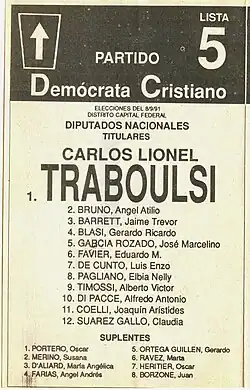 LISTA
5
PARTIDO
Demócrata Cristiano
ELECCIONES DEL 8/9/91
DISTRITO CAPITAL FEDERAL
DIPUTADOS NACIONALES
TITULARES
CARLOS LIONEL
1. TRABOULSI
2. BRUNO, Angel Atilio
3. BARRETT, Jaime Trevor
4. BLASI, Gerardo Ricardo
5. GARCIA ROZADO, José Marcelino
6. FAVIER, Eduardo M.
7. DE CUNTO, Luis Enzo
8. PAGLIANO, Elbia Nelly
9. TIMOSSI, Alberto Victor
10. DI PACCE, Alfredo Antonio
11. COELLI, Joaquín Arístides
12. SUAREZ GALLO, Claudia
SUPLENTES
1. PORTERO, Oscar
2. MERINO, Susana
3. D'ALIARD, María Angélica
4. FARIAS, Angel Andrés
5. ORTEGA GUILLEN, Gerardo
6. RAVEZ, Marta
7. HERITIER, Oscar
8. BORZONE, Juan